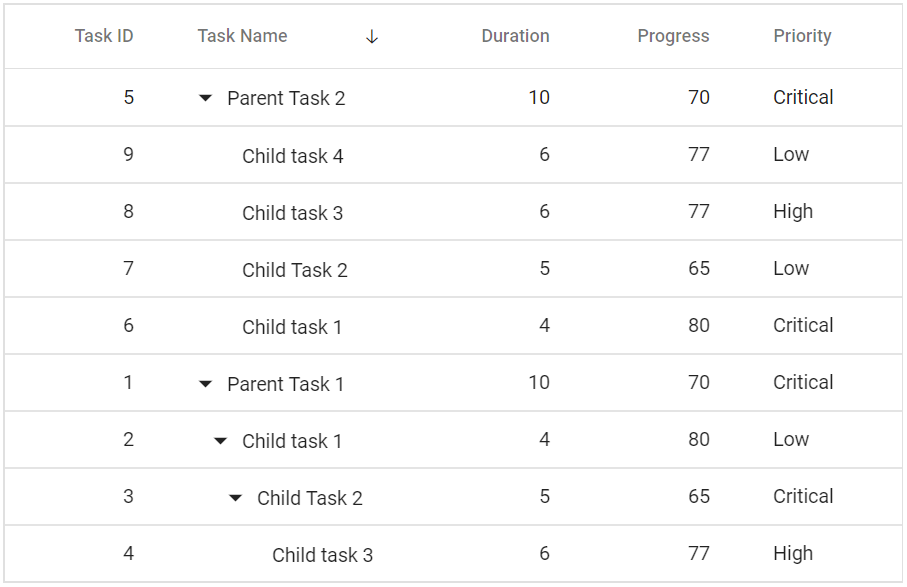 Task ID Task Name ↓ Duration Progress Priority
5 Parent Task 2 10 70 Critical
9 Child task 4 6 77 Low
8 Child task 3 6 77 High
7 Child Task 2 5 65 Low
6 Child task 1 4 80 Critical
1 Parent Task 1 10 70 Critical
2 Child task 1 4 80 Low
3 Child Task 2 5 65 Critical
4 Child task 3 6 77 High